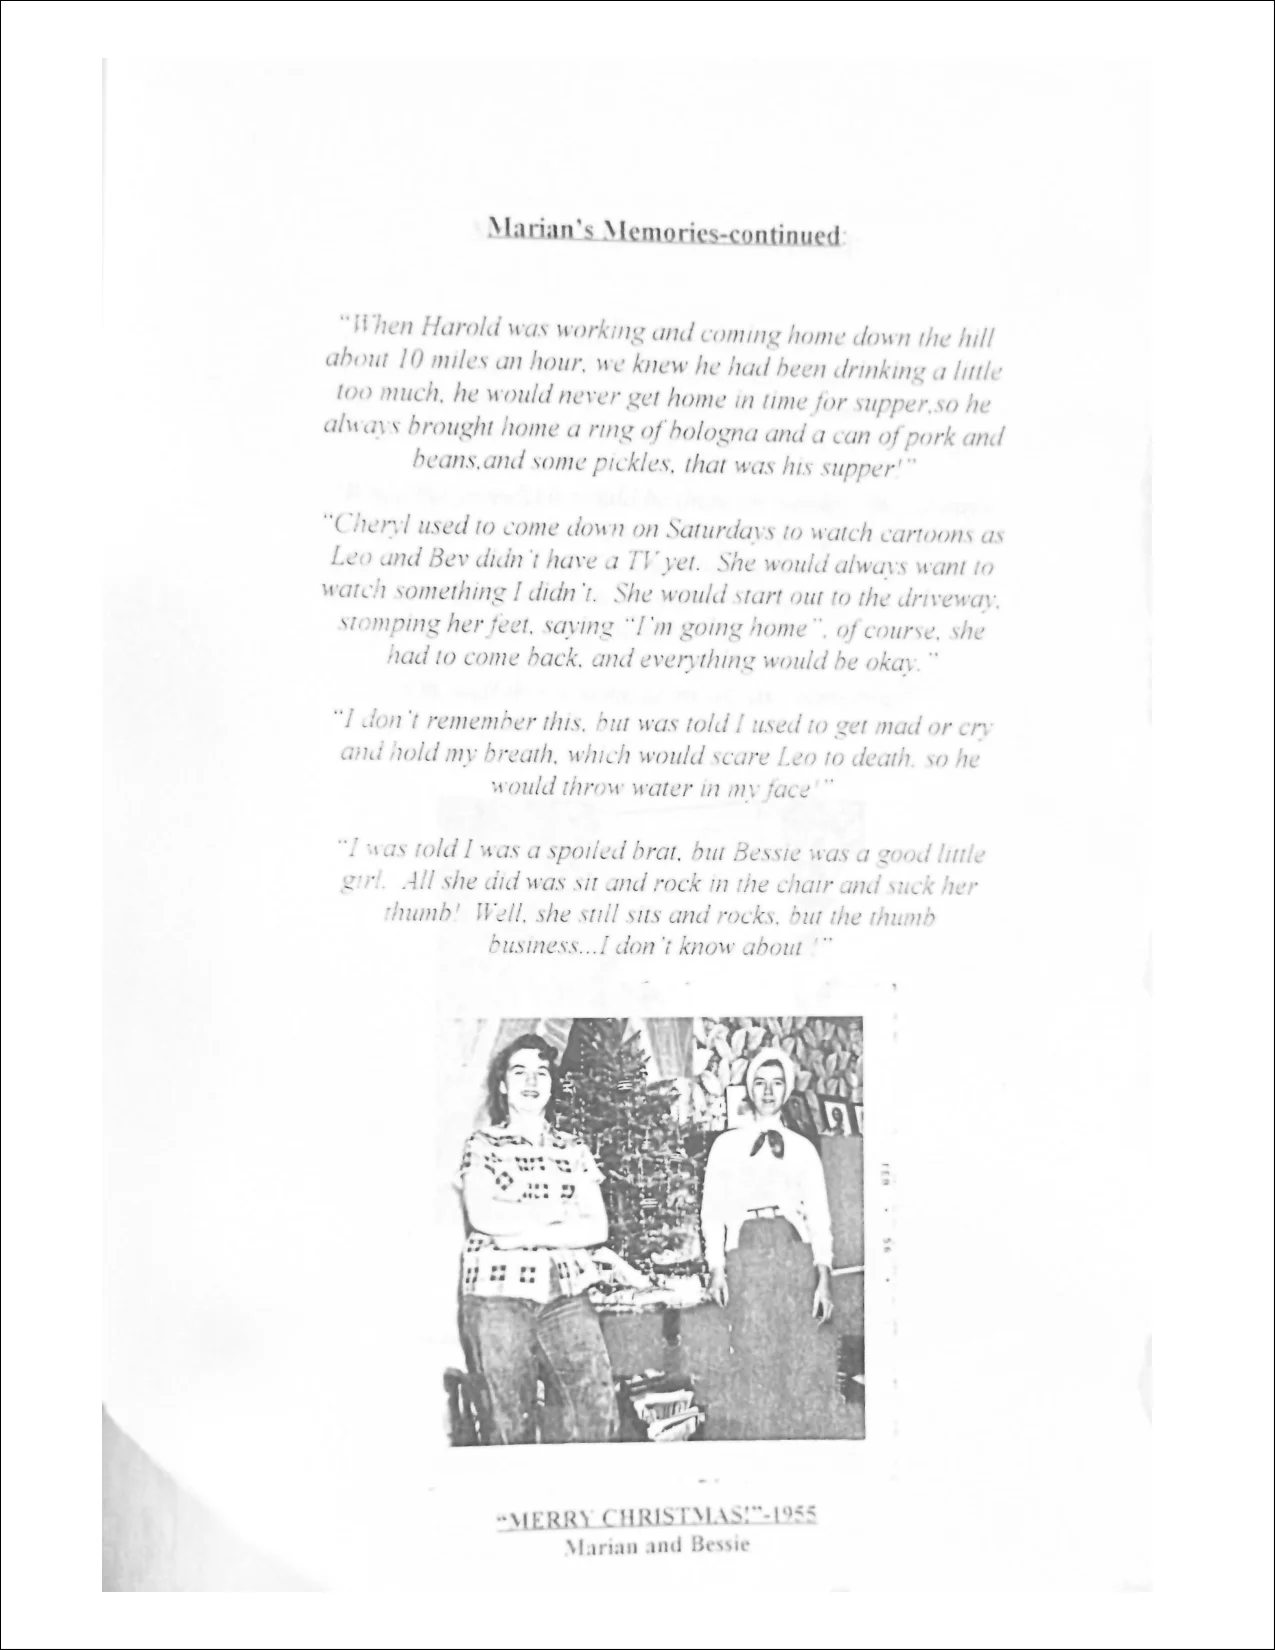 Marian's Memories-continued:
"When Harold was working and coming home down the hill
about 10 miles an hour, we knew he had been drinking a little
too much, he would never get home in time for supper,so he
always brought home a ring of bologna and a can of pork and
beans,and some pickles, that was his supper!"
"Cheryl used to come down on Saturdays to watch cartoons as
Leo and Bev didn't have a TV yet. She would always want to
watch something I didn't. She would start out to the driveway,
stomping her feet, saying "I'm going home", of course, she
had to come back, and everything would be okay."
"I don't remember this, but was told I used to get mad or cry
and hold my breath, which would scare Leo to death, so he
would throw water in my face!"
"I was told I was a spoiled brat, but Bessie was a good little
girl. All she did was sit and rock in the chair and suck her
thumb! Well, she still sits and rocks, but the thumb
business...I don't know about !"
FEB • 56 •
"MERRY CHRISTMAS!"-1955
Marian and Bessie